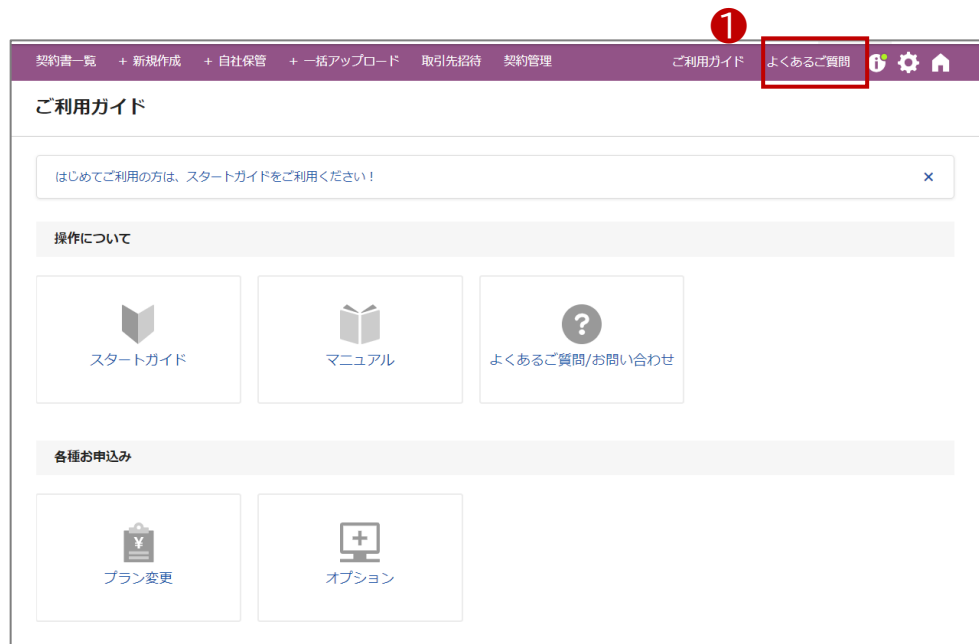 1
契約書一覧 + 新規作成 + 自社保管 + 一括アップロード 取引先招待 契約管理 ご利用ガイド よくあるご質問
ご利用ガイド
はじめてご利用の方は、スタートガイドをご利用ください！ ×
操作について
スタートガイド マニュアル よくあるご質問/お問い合わせ
各種お申込み
プラン変更 オプション